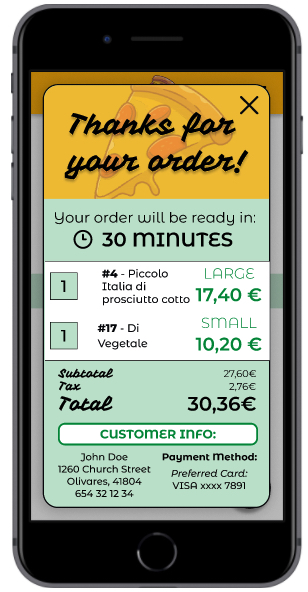 Thanks for
your order!
Your order will be ready in:
30 MINUTES
1
#4 - Piccolo
Italia di
prosciutto cotto
LARGE
17,40 €
1
#17 - Di
Vegetale
SMALL
10,20 €
Subtotal 27,60€
Tax 2,76€
Total 30,36€
CUSTOMER INFO:
John Doe
1260 Church Street
Olivares, 41804
654 32 12 34
Payment Method:
Preferred Card:
VISA xxxx 7891